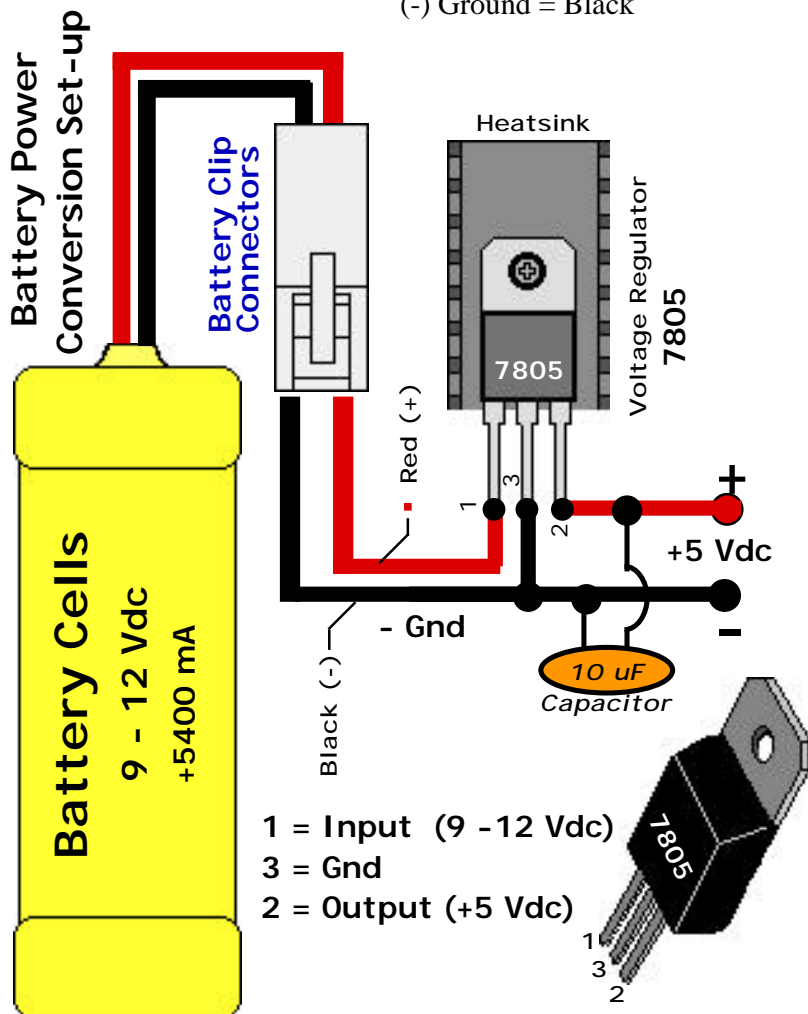 (-) Ground = Black
Battery Power
Conversion Set-up
Battery Clip
Connectors
Heatsink
Voltage Regulator
7805
7805
Red (+)
1
3
2
+
+5 Vdc
- Gnd
-
Black (-)
10 uF
Capacitor
Battery Cells
9 - 12 Vdc
+5400 mA
1 = Input (9 -12 Vdc)
3 = Gnd
2 = Output (+5 Vdc)
7805
1
3
2